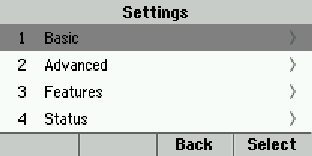 Settings
1 Basic
2 Advanced
3 Features
4 Status
Back Select